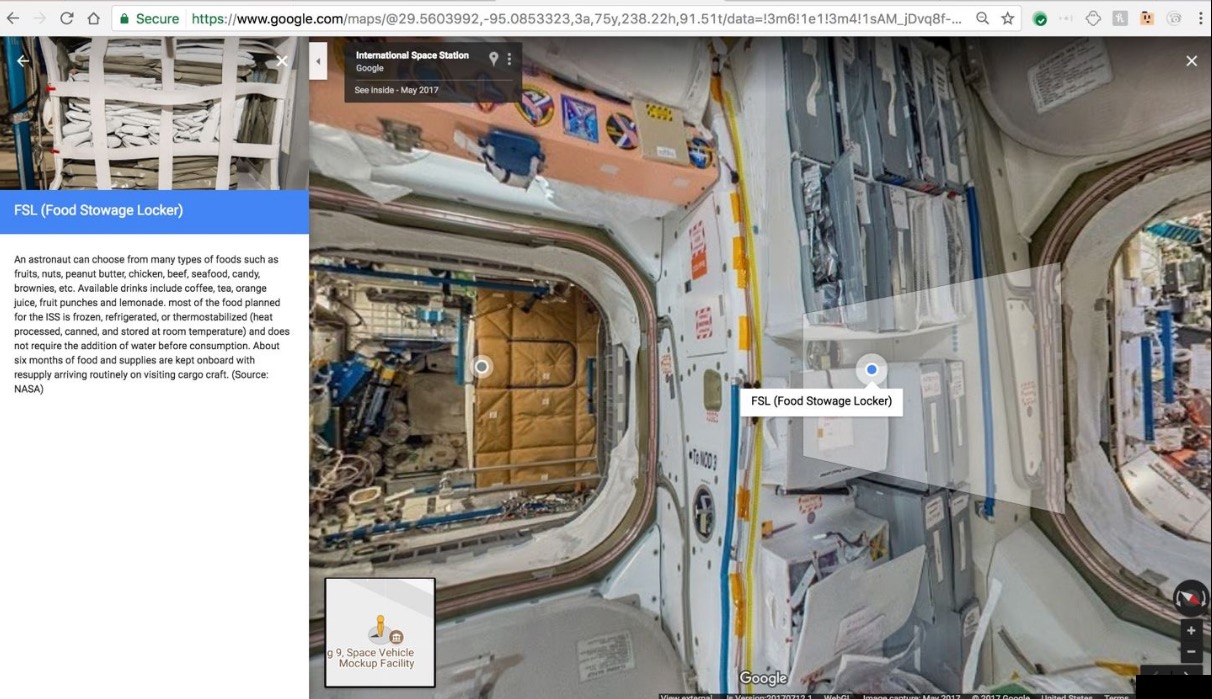 Secure
https://www.google.com/maps/@29.5603992,-95.0853323,3a,75y,238.22h,91.51t/data=!3m6!1e1!3m4!1sAM_jDvq8f-...
International Space Station
Google
See inside - May 2017
FSL (Food Stowage Locker)
An astronaut can choose from many types of foods such as
fruits, nuts, peanut butter, chicken, beef, seafood, candy,
brownies, etc. Available drinks include coffee, tea, orange
juice, fruit punches and lemonade. most of the food planned
for the ISS is frozen, refrigerated, or thermostabilized (heat
processed, canned, and stored at room temperature) and does
not require the addition of water before consumption. About
six months of food and supplies are kept onboard with
resupply arriving routinely on visiting cargo craft. (Source:
NASA)
FSL (Food Stowage Locker)
To NOD 3
g 9, Space Vehicle
Mockup Facility
Google
View external
WebGL
Image capture: May 2017
© 2017 Google
United States
Terms